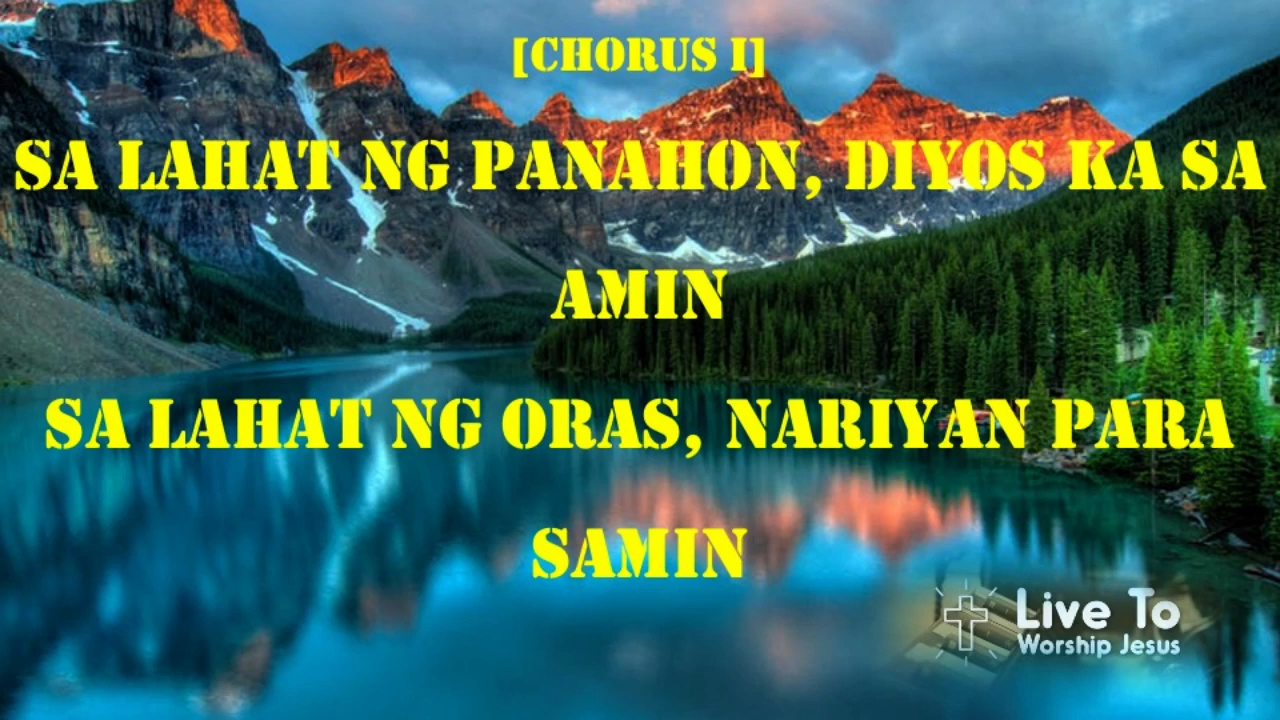 [CHORUS I]
SA LAHAT NG PANAHON, DIYOS KA SA
AMIN
SA LAHAT NG ORAS, NARIYAN PARA
SAMIN
Live To
Worship Jesus